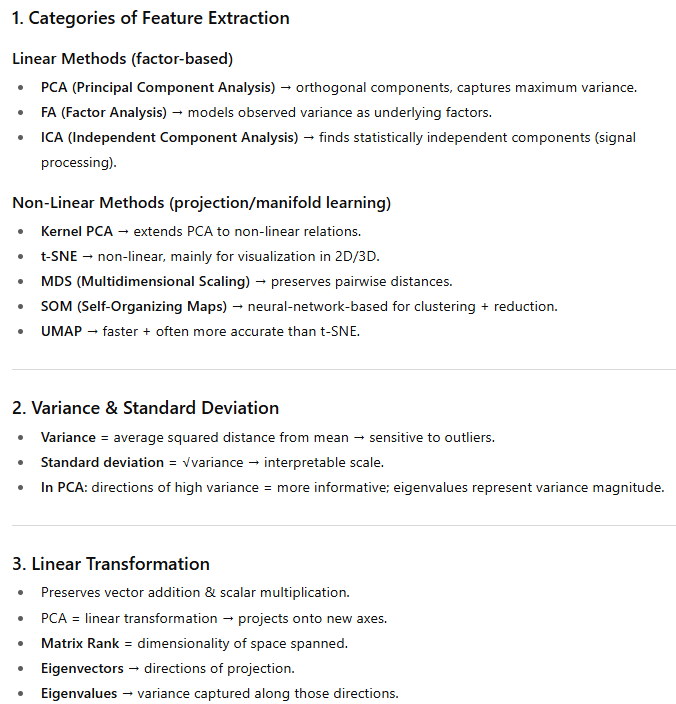 1. Categories of Feature Extraction
Linear Methods (factor-based)
• PCA (Principal Component Analysis) → orthogonal components, captures maximum variance.
• FA (Factor Analysis) → models observed variance as underlying factors.
• ICA (Independent Component Analysis) → finds statistically independent components (signal
processing).
Non-Linear Methods (projection/manifold learning)
• Kernel PCA → extends PCA to non-linear relations.
• t-SNE → non-linear, mainly for visualization in 2D/3D.
• MDS (Multidimensional Scaling) → preserves pairwise distances.
• SOM (Self-Organizing Maps) → neural-network-based for clustering + reduction.
• UMAP → faster + often more accurate than t-SNE.
2. Variance & Standard Deviation
• Variance = average squared distance from mean → sensitive to outliers.
• Standard deviation = √variance → interpretable scale.
• In PCA: directions of high variance = more informative; eigenvalues represent variance magnitude.
3. Linear Transformation
• Preserves vector addition & scalar multiplication.
• PCA = linear transformation → projects onto new axes.
• Matrix Rank = dimensionality of space spanned.
• Eigenvectors → directions of projection.
• Eigenvalues → variance captured along those directions.